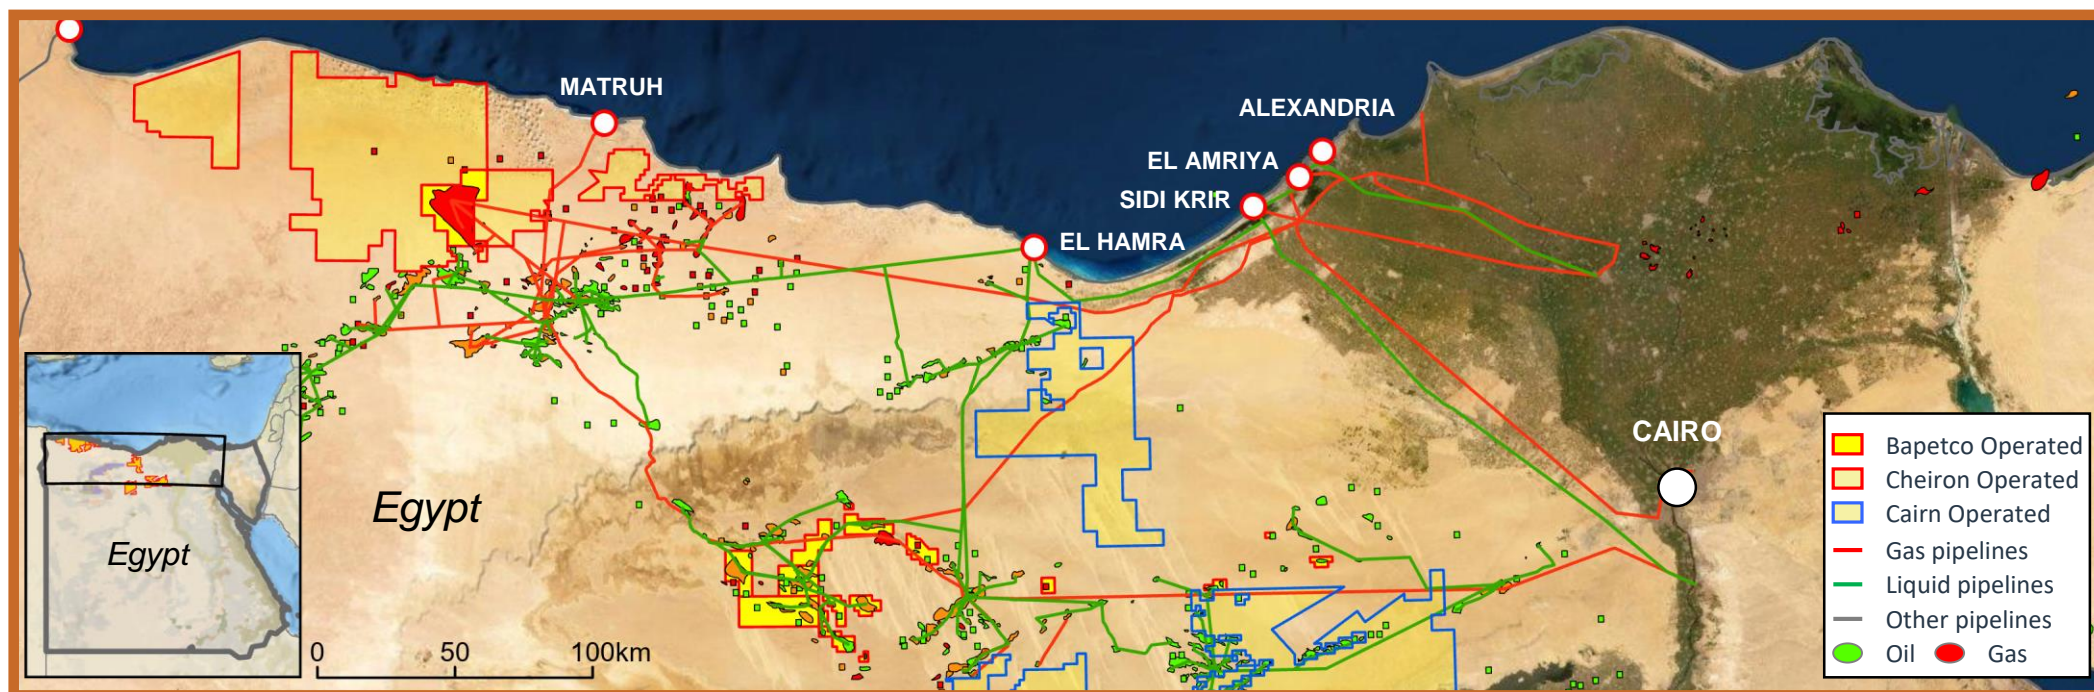 MATRUH
ALEXANDRIA
EL AMRIYA
SIDI KRIR
EL HAMRA
CAIRO
Egypt
Egypt
0 50 100km
Bapetco Operated
Cheiron Operated
Cairn Operated
Gas pipelines
Liquid pipelines
Other pipelines
Oil Gas